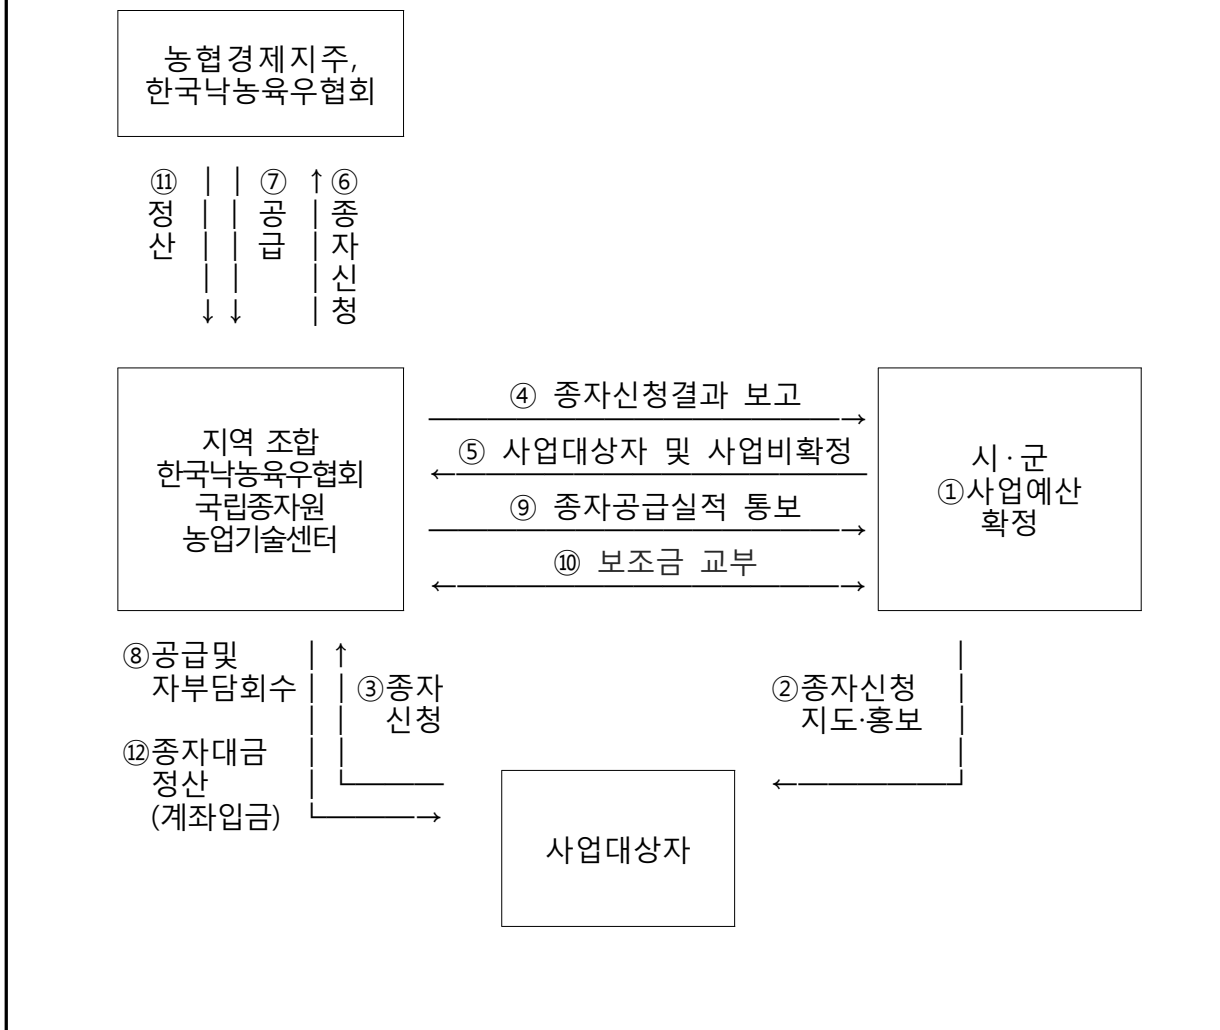 농협경제지주,
한국낙농육우협회
⑪ 정산
⑦ 공급
⑥ 종자신청
지역 조합
한국낙농육우협회
국립종자원
농업기술센터
④ 종자신청결과 보고
⑤ 사업대상자 및 사업비확정
⑨ 종자공급실적 통보
⑩ 보조금 교부
시·군
①사업예산
확정
⑧공급및
자부담회수
③종자
신청
②종자신청
지도·홍보
⑫종자대금
정산
(계좌입금)
사업대상자